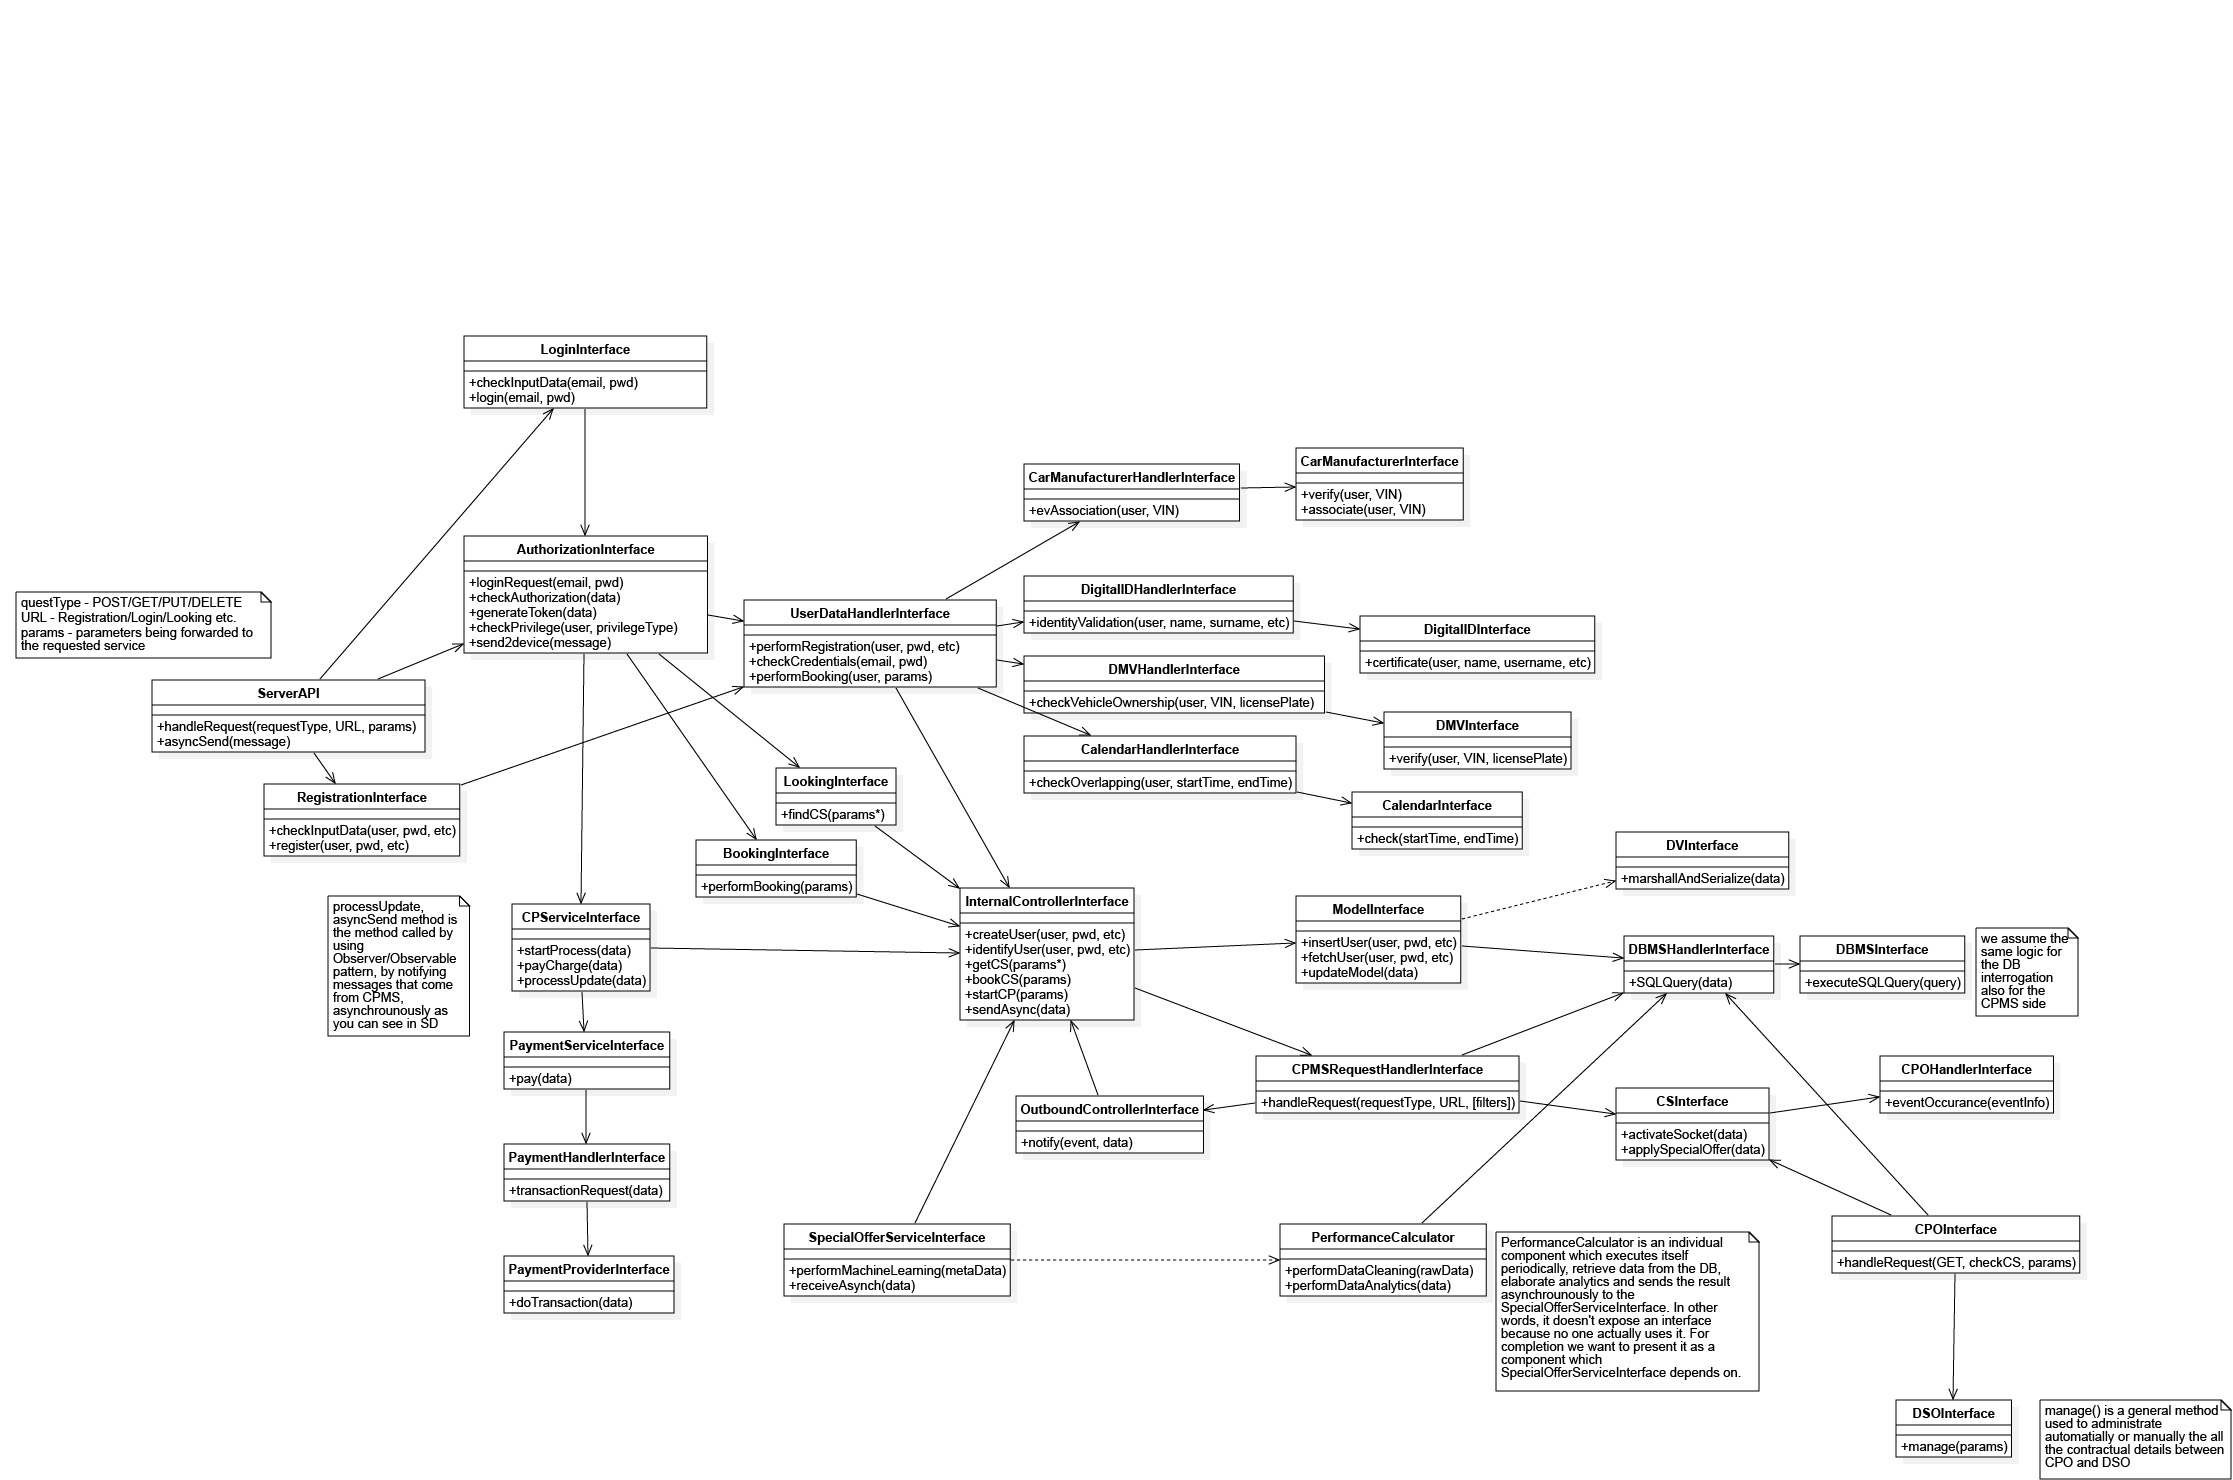 LoginInterface
+checkInputData(email, pwd)
+login(email, pwd)
CarManufacturerHandlerInterface
+evAssociation(user, VIN)
CarManufacturerInterface
+verify(user, VIN)
+associate(user, VIN)
AuthorizationInterface
+loginRequest(email, pwd)
+checkAuthorization(data)
+generateToken(data)
+checkPrivilege(user, privilegeType)
+send2device(message)
questType - POST/GET/PUT/DELETE
URL - Registration/Login/Looking etc.
params - parameters being forwarded to
the requested service
UserDataHandlerInterface
+performRegistration(user, pwd, etc)
+checkCredentials(email, pwd)
+performBooking(user, params)
DigitalIDHandlerInterface
+identityValidation(user, name, surname, etc)
DigitalIDInterface
+certificate(user, name, username, etc)
DMVHandlerInterface
+checkVehicleOwnership(user, VIN, licensePlate)
DMVInterface
+verify(user, VIN, licensePlate)
ServerAPI
+handleRequest(requestType, URL, params)
+asyncSend(message)
CalendarHandlerInterface
+checkOverlapping(user, startTime, endTime)
CalendarInterface
+check(startTime, endTime)
RegistrationInterface
+checkInputData(user, pwd, etc)
+register(user, pwd, etc)
LookingInterface
+findCS(params*)
BookingInterface
+performBooking(params)
DVInterface
+marshallAndSerialize(data)
processUpdate,
asyncSend method is
the method called by
using
Observer/Observable
pattern, by notifying
messages that come
from CPMS,
asynchrounously as
you can see in SD
CPServiceInterface
+startProcess(data)
+payCharge(data)
+processUpdate(data)
InternalControllerInterface
+createUser(user, pwd, etc)
+identifyUser(user, pwd, etc)
+getCS(params*)
+bookCS(params)
+startCP(params)
+sendAsync(data)
ModelInterface
+insertUser(user, pwd, etc)
+fetchUser(user, pwd, etc)
+updateModel(data)
DBMSHandlerInterface
+SQLQuery(data)
DBMSInterface
+executeSQLQuery(query)
we assume the
same logic for
the DB
interrogation
also for the
CPMS side
PaymentServiceInterface
+pay(data)
CPMSRequestHandlerInterface
+handleRequest(requestType, URL, [filters])
OutboundControllerInterface
+notify(event, data)
CSInterface
+activateSocket(data)
+applySpecialOffer(data)
CPOHandlerInterface
+eventOccurance(eventInfo)
PaymentHandlerInterface
+transactionRequest(data)
PaymentProviderInterface
+doTransaction(data)
SpecialOfferServiceInterface
+performMachineLearning(metaData)
+receiveAsynch(data)
PerformanceCalculator
+performDataCleaning(rawData)
+performDataAnalytics(data)
PerformanceCalculator is an individual
component which executes itself
periodically, retrieve data from the DB,
elaborate analytics and sends the result
asynchrounously to the
SpecialOfferServiceInterface. In other
words, it doesn't expose an interface
because no one actually uses it. For
completion we want to present it as a
component which
SpecialOfferServiceInterface depends on.
CPOInterface
+handleRequest(GET, checkCS, params)
DSOInterface
+manage(params)
manage() is a general method
used to administrate
automatially or manually the all
the contractual details between
CPO and DSO